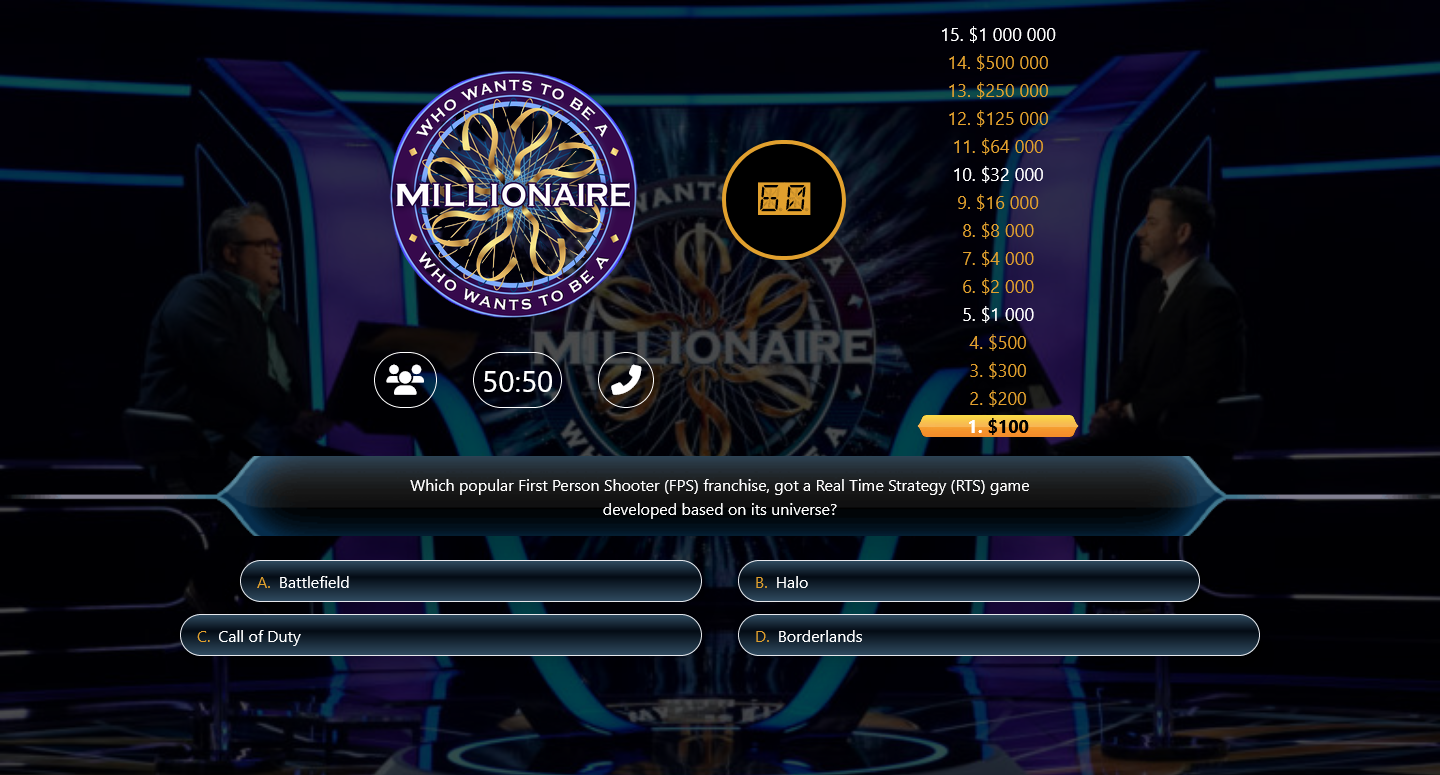 WHO WANTS TO BE A
MILLIONAIRE
WHO WANTS TO BE A
60
15. $1 000 000
14. $500 000
13. $250 000
12. $125 000
11. $64 000
10. $32 000
9. $16 000
8. $8 000
7. $4 000
6. $2 000
5. $1 000
4. $500
3. $300
2. $200
1. $100
MILLIONAIRE
50:50
Which popular First Person Shooter (FPS) franchise, got a Real Time Strategy (RTS) game
developed based on its universe?
A. Battlefield
B. Halo
C. Call of Duty
D. Borderlands